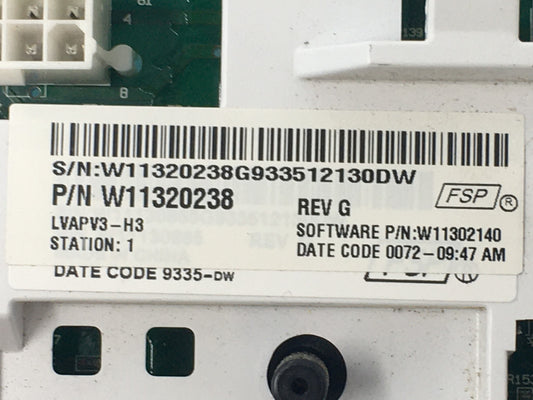 S/N:W11320238G933512130DW
P/N W11320238
REV G
FSP®
LVAPV3-H3
SOFTWARE P/N:W11302140
STATION: 1
DATE CODE 0072-09:47 AM
DATE CODE 9335-DW
FSP®